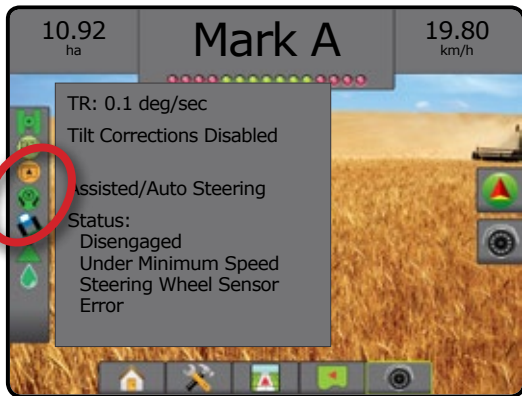 10.92
ha
Mark A
19.80
km/h
TR: 0.1 deg/sec
Tilt Corrections Disabled
Assisted/Auto Steering
Status:
Disengaged
Under Minimum Speed
Steering Wheel Sensor
Error